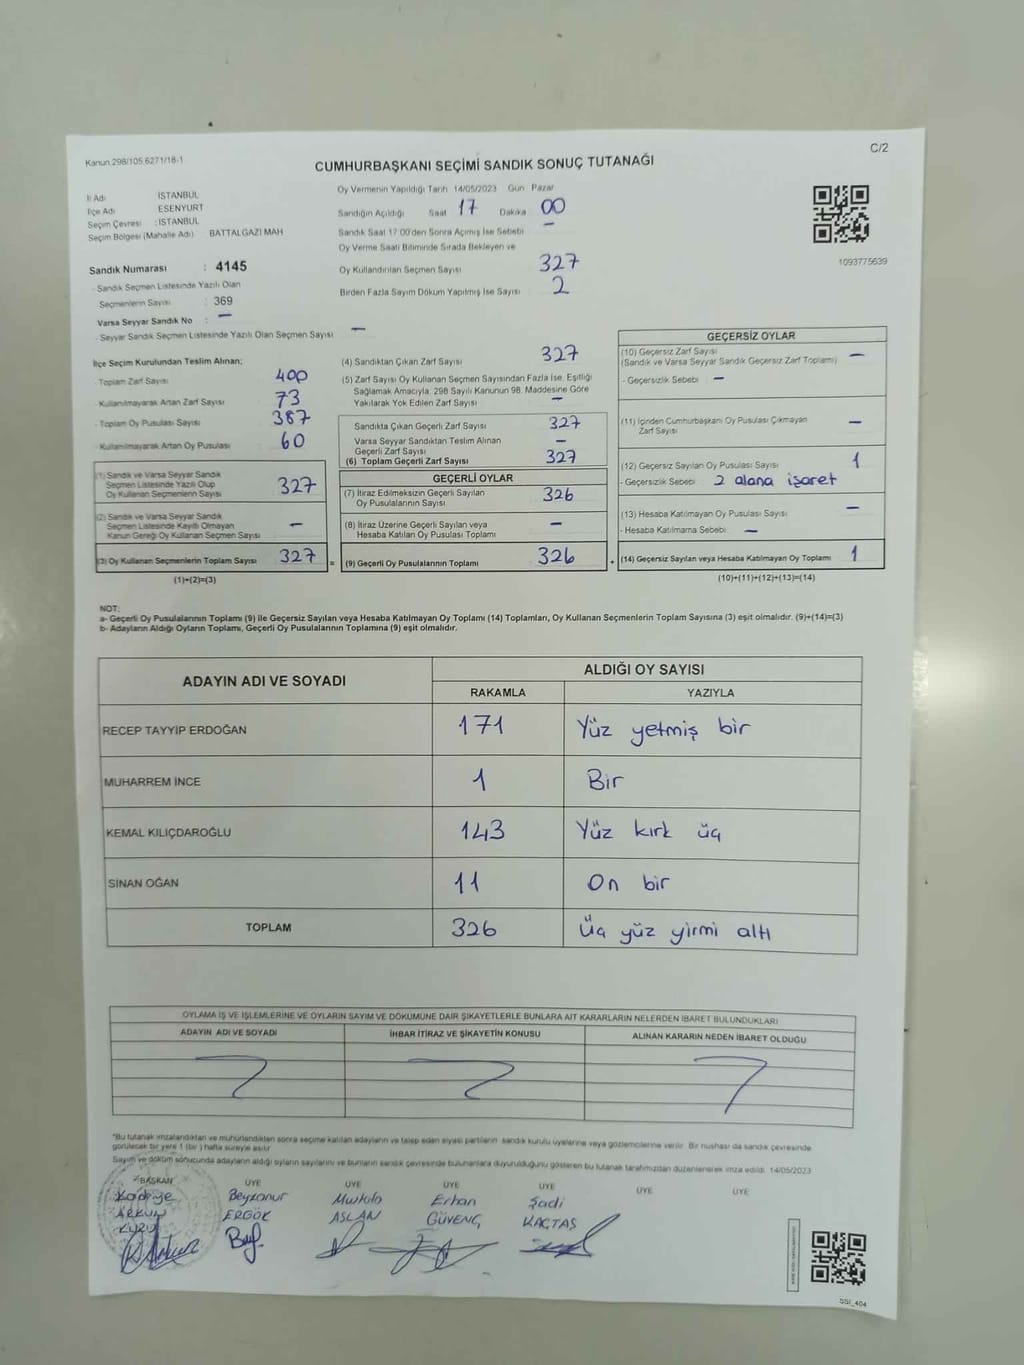 Kanun 298/105 6271/18-1
C/2
CUMHURBAŞKANI SEÇİMİ SANDIK SONUÇ TUTANAĞI
İl Adı İSTANBUL
İlçe Adı ESENYURT
Seçim Çevresi : İSTANBUL
Seçim Bölgesi (Mahalle Adı) BATTALGAZİ MAH
Sandık Numarası : 4145
- Sandık Seçmen Listesinde Yazılı Olan
Seçmenlerin Sayısı : 369
Varsa Seyyar Sandık No : —
- Seyyar Sandık Seçmen Listesinde Yazılı Olan Seçmen Sayısı —
Oy Vermenin Yapıldığı Tarih 14/05/2023 Gün Pazar
Sandığın Açıldığı Saat 17 Dakika 00
Sandık Saat 17:00'den Sonra Açımış İse Sebebi —
Oy Verme Saati Bitiminde Sırada Bekleyen ve
Oy Kullandırılan Seçmen Sayısı 327
Birden Fazla Sayım Döküm Yapılmış İse Sayısı 2
1093775639
İlçe Seçim Kurulundan Teslim Alınan;
- Toplam Zarf Sayısı 400
- Kullanılmayarak Artan Zarf Sayısı 73
- Toplam Oy Pusulası Sayısı 387
- Kullanılmayarak Artan Oy Pusulası 60
(1) Sandık ve Varsa Seyyar Sandık
Seçmen Listesinde Yazılı Olup
Oy Kullanan Seçmenlerin Sayısı 327
(2) Sandık ve Varsa Seyyar Sandık
Seçmen Listesinde Kayıtlı Olmayan
Kanun Gereği Oy Kullanan Seçmen Sayısı —
(3) Oy Kullanan Seçmenlerin Toplam Sayısı 327 =
(1)+(2)=(3)
(4) Sandıktan Çıkan Zarf Sayısı 327
(5) Zarf Sayısı Oy Kullanan Seçmen Sayısından Fazla İse, Eşitliği
Sağlamak Amacıyla; 298 Sayılı Kanunun 98. Maddesine Göre
Yakılarak Yok Edilen Zarf Sayısı —
Sandıkta Çıkan Geçerli Zarf Sayısı 327
Varsa Seyyar Sandıktan Teslim Alınan
Geçerli Zarf Sayısı —
(6) Toplam Geçerli Zarf Sayısı 327
GEÇERLİ OYLAR
(7) İtiraz Edilmeksizin Geçerli Sayılan
Oy Pusulalarının Sayısı 326
(8) İtiraz Üzerine Geçerli Sayılan veya
Hesaba Katılan Oy Pusulası Toplamı —
(9) Geçerli Oy Pusulalarının Toplamı 326 +
GEÇERSİZ OYLAR
(10) Geçersiz Zarf Sayısı
(Sandık ve Varsa Seyyar Sandık Geçersiz Zarf Toplamı) —
- Geçersizlik Sebebi —
(11) İçinden Cumhurbaşkanı Oy Pusulası Çıkmayan
Zarf Sayısı —
(12) Geçersiz Sayılan Oy Pusulası Sayısı 1
- Geçersizlik Sebebi 2 alana işaret
(13) Hesaba Katılmayan Oy Pusulası Sayısı —
- Hesaba Katılmama Sebebi —
(14) Geçersiz Sayılan veya Hesaba Katılmayan Oy Toplamı 1
(10)+(11)+(12)+(13)=(14)
NOT:
a- Geçerli Oy Pusulalarının Toplamı (9) ile Geçersiz Sayılan veya Hesaba Katılmayan Oy Toplamı (14) Toplamları, Oy Kullanan Seçmenlerin Toplam Sayısına (3) eşit olmalıdır. (9)+(14)=(3)
b- Adayların Aldığı Oyların Toplamı, Geçerli Oy Pusulalarının Toplamına (9) eşit olmalıdır.
ADAYIN ADI VE SOYADI ALDIĞI OY SAYISI
RAKAMLA YAZIYLA
RECEP TAYYİP ERDOĞAN 171 Yüz yetmiş bir
MUHARREM İNCE 1 Bir
KEMAL KILIÇDAROĞLU 143 Yüz kırk üç
SİNAN OĞAN 11 On bir
TOPLAM 326 Üç yüz yirmi altı
OYLAMA İŞ VE İŞLEMLERİNE VE OYLARIN SAYIM VE DÖKÜMÜNE DAİR ŞİKAYETLERLE BUNLARA AİT KARARLARIN NELERDEN İBARET BULUNDUKLARI
ADAYIN ADI VE SOYADI İHBAR İTİRAZ VE ŞİKAYETİN KONUSU ALINAN KARARIN NEDEN İBARET OLDUĞU
*Bu tutanak imzalandıktan ve mühürlendikten sonra seçime katılan adayların ve talep eden siyasi partilerin sandık kurulu üyelerine veya gözlemcilerine verilir. Bir nüshası da sandık çevresinde
görülecek bir yere 1 (bir) hafta süreyle asılır
Sayım ve döküm sonucunda adayların aldığı oyların sayılarını ve bunların sandık çevresinde bulunanlara duyurulduğunu gösteren bu tutanak tarafımızdan düzenlenerek imza edildi. 14/05/2023
BAŞKAN ÜYE ÜYE ÜYE ÜYE ÜYE ÜYE
Kadriye Beyzanur Erhan Şadi
ERGÖK ASLAN GÜVENÇ KAÇTAŞ
SSI_404